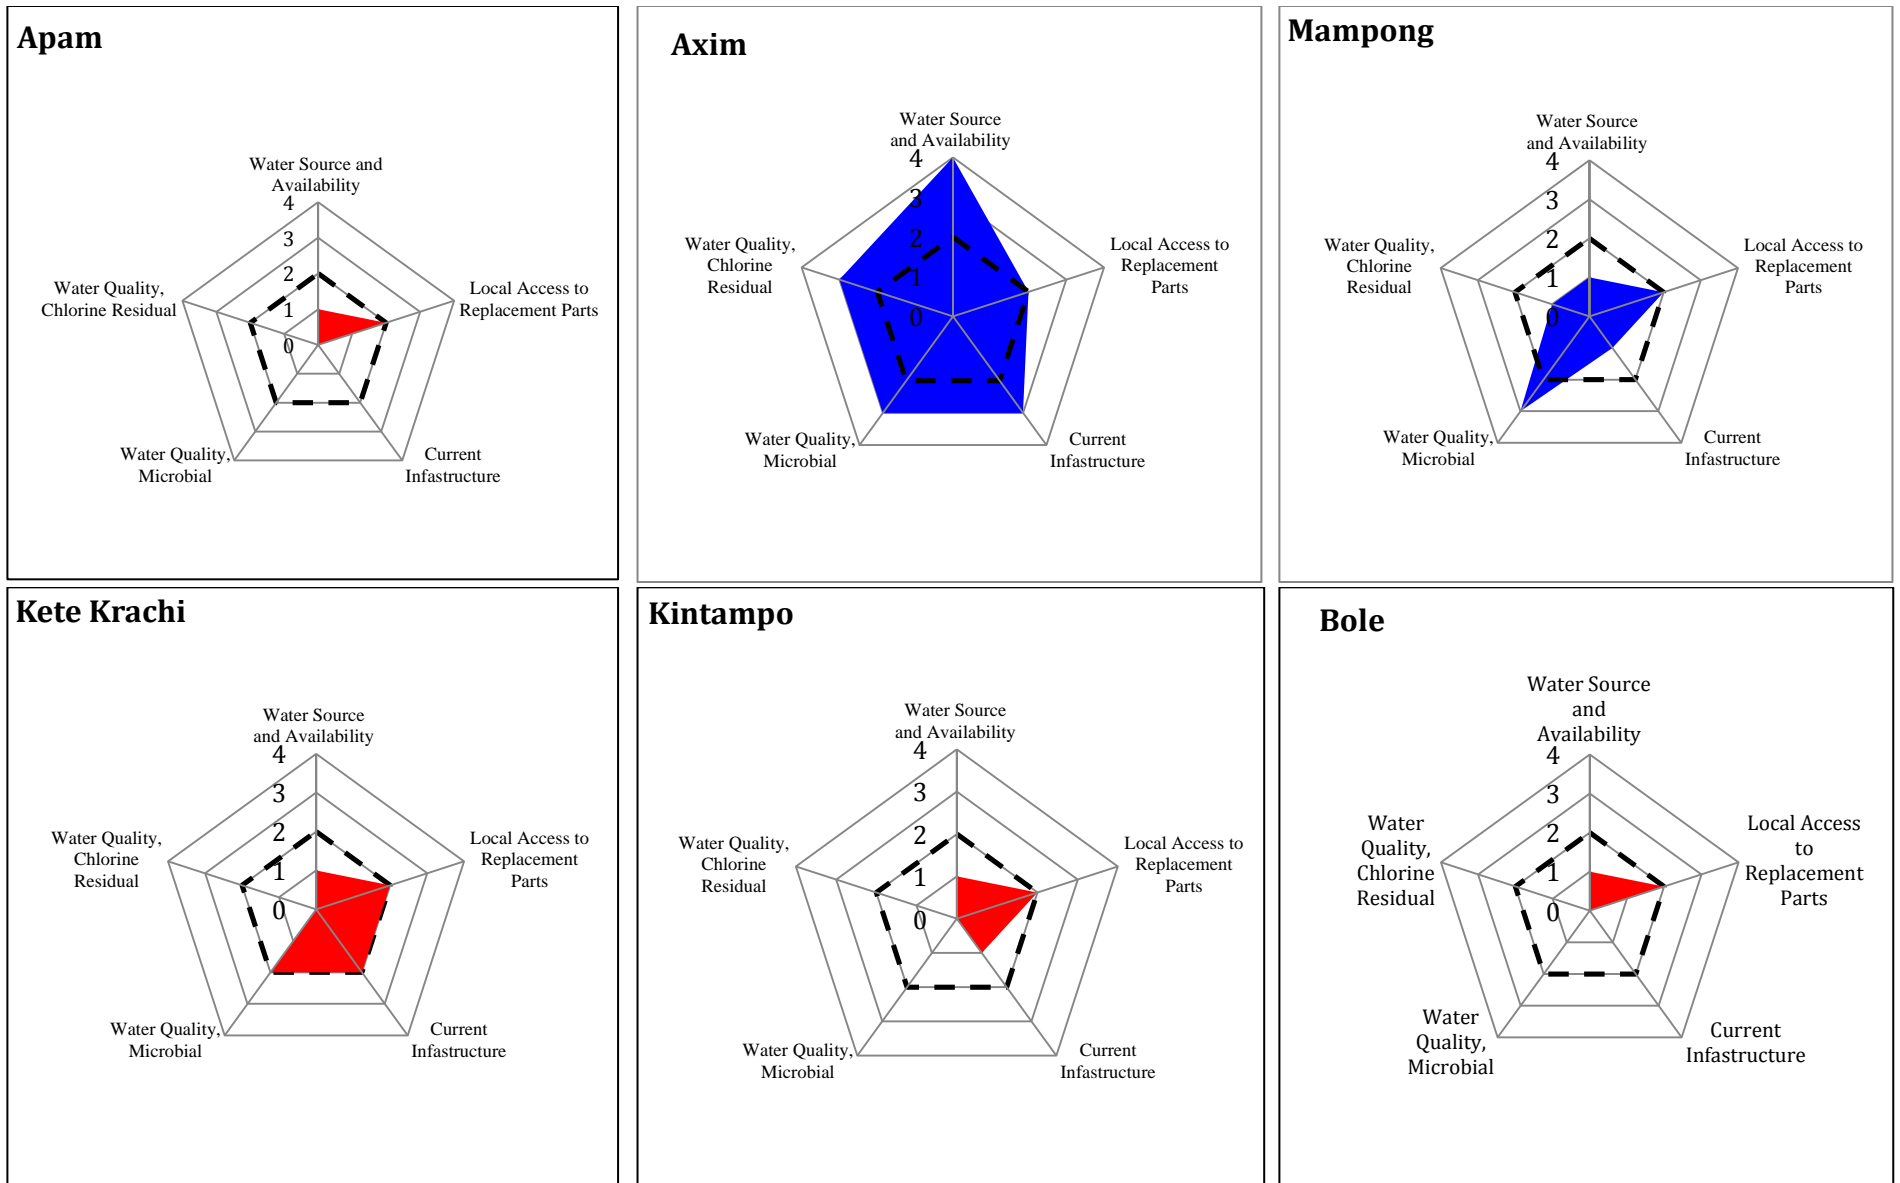 Apam
Water Source and
Availability
4
3
2
1
0
Water Quality,
Chlorine Residual
Local Access to
Replacement Parts
Water Quality,
Microbial
Current
Infastructure
Axim
Water Source
and Availability
4
3
2
1
0
Water Quality,
Chlorine
Residual
Local Access to
Replacement
Parts
Water Quality,
Microbial
Current
Infastructure
Mampong
Water Source
and Availability
4
3
2
1
0
Water Quality,
Chlorine
Residual
Local Access to
Replacement
Parts
Water Quality,
Microbial
Current
Infastructure
Kete Krachi
Water Source
and Availability
4
3
2
1
0
Water Quality,
Chlorine
Residual
Local Access to
Replacement
Parts
Water Quality,
Microbial
Current
Infastructure
Kintampo
Water Source
and Availability
4
3
2
1
0
Water Quality,
Chlorine
Residual
Local Access to
Replacement
Parts
Water Quality,
Microbial
Current
Infastructure
Bole
Water Source
and
Availability
4
3
2
1
0
Water
Quality,
Chlorine
Residual
Local Access
to
Replacement
Parts
Water
Quality,
Microbial
Current
Infastructure